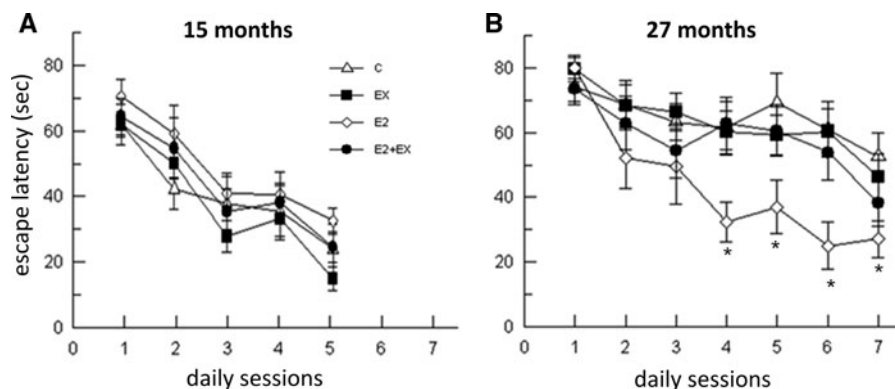 A
15 months
escape latency (sec)
80
60
40
20
0
0 1 2 3 4 5 6 7
daily sessions
C
EX
E2
E2+EX
B
27 months
80
60
40
20
0
0 1 2 3 4 5 6 7
daily sessions
* * * *